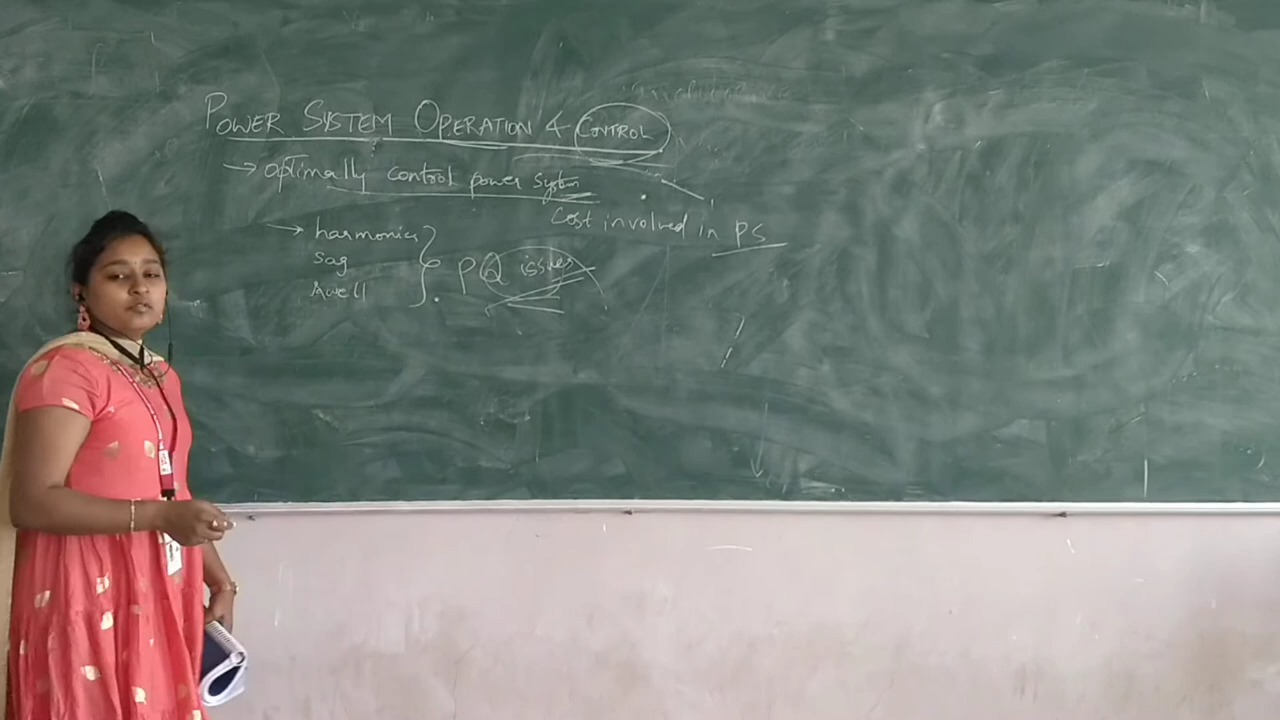 POWER SYSTEM OPERATION & CONTROL
→ optimally control power system
Cost involved in PS
→ harmonics
sag
swell
} PQ issues